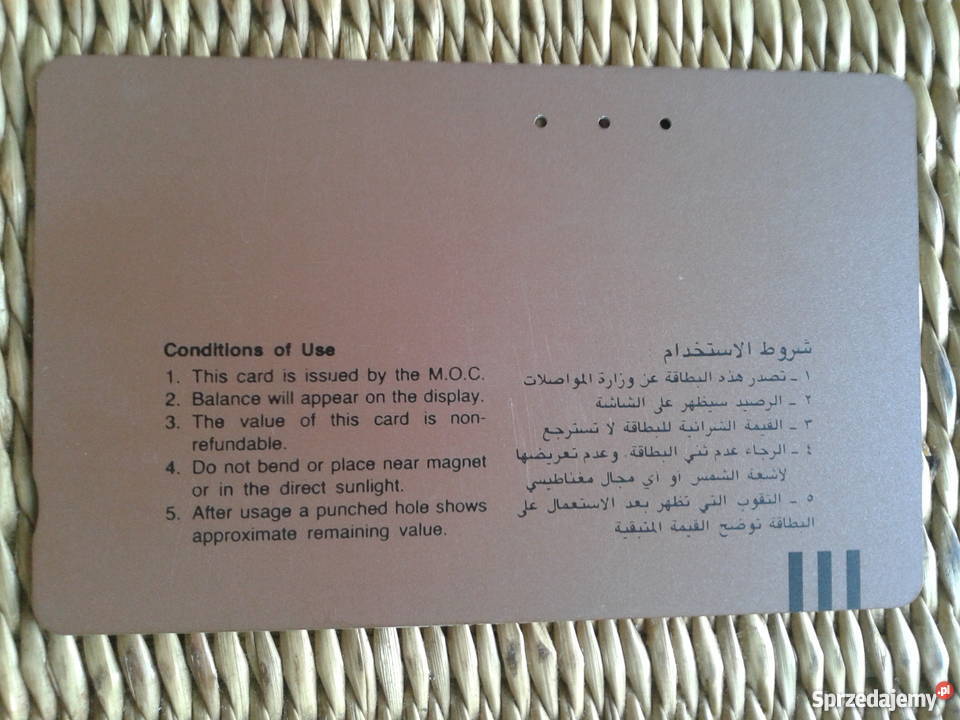 Conditions of Use
1. This card is issued by the M.O.C.
2. Balance will appear on the display.
3. The value of this card is non-
refundable.
4. Do not bend or place near magnet
or in the direct sunlight.
5. After usage a punched hole shows
approximate remaining value.
شروط الاستخدام
١ - تصدر هذه البطاقة عن وزارة المواصلات
٢ - الرصيد سيظهر على الشاشة
٣ - القيمة الشرائية للبطاقة لا تسترجع
٤ - الرجاء عدم ثني البطاقة، وعدم تعريضها
لأشعة الشمس او اي مجال مغناطيسي
٥ - الثقوب التي تظهر بعد الاستعمال على
البطاقة توضح القيمة المتبقية
Sprzedajemy.pl